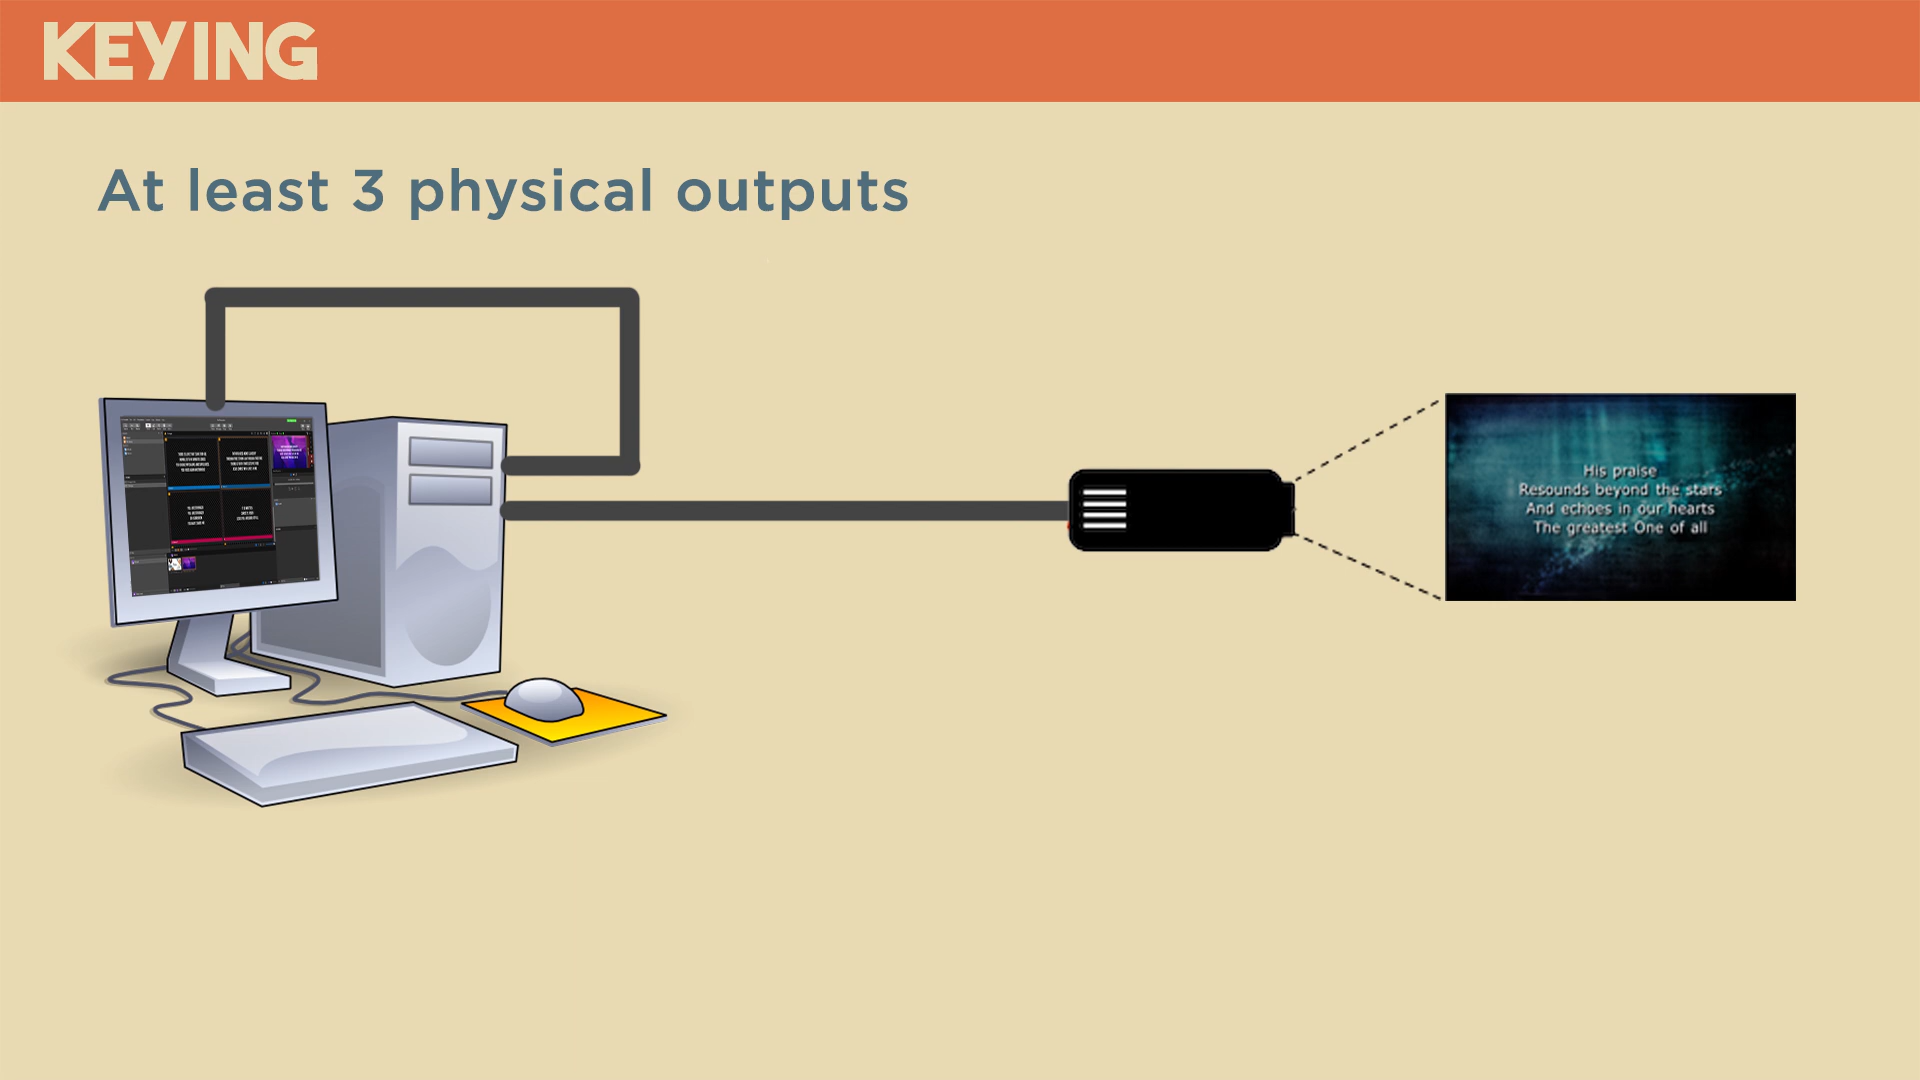 KEYING
At least 3 physical outputs
His praise
Resounds beyond the stars
And echoes in our hearts
The greatest One of all